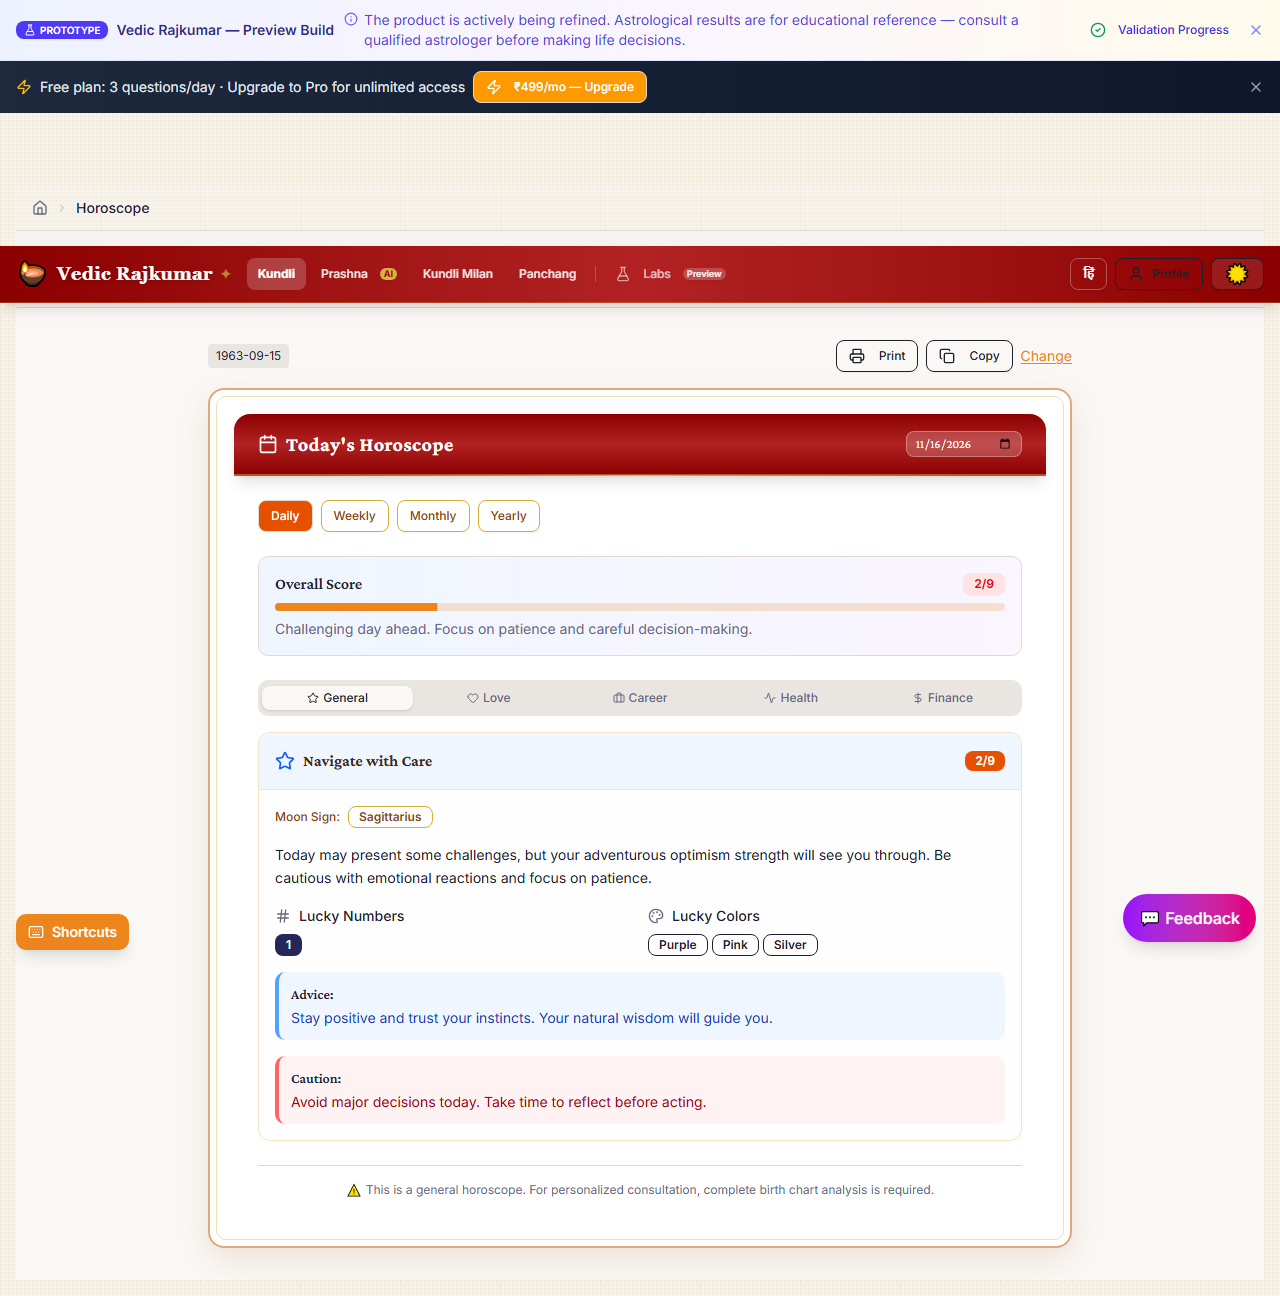 PROTOTYPE Vedic Rajkumar — Preview Build The product is actively being refined. Astrological results are for educational reference — consult a
qualified astrologer before making life decisions.
Validation Progress
Free plan: 3 questions/day · Upgrade to Pro for unlimited access ₹499/mo — Upgrade
Horoscope
Vedic Rajkumar Kundli Prashna AI Kundli Milan Panchang Labs Preview हिं Profile
1963-09-15 Print Copy Change
Today's Horoscope 11/16/2026
Daily Weekly Monthly Yearly
Overall Score 2/9
Challenging day ahead. Focus on patience and careful decision-making.
General Love Career Health Finance
Navigate with Care 2/9
Moon Sign: Sagittarius
Today may present some challenges, but your adventurous optimism strength will see you through. Be
cautious with emotional reactions and focus on patience.
Lucky Numbers Lucky Colors
1 Purple Pink Silver
Shortcuts
Feedback
Advice:
Stay positive and trust your instincts. Your natural wisdom will guide you.
Caution:
Avoid major decisions today. Take time to reflect before acting.
This is a general horoscope. For personalized consultation, complete birth chart analysis is required.